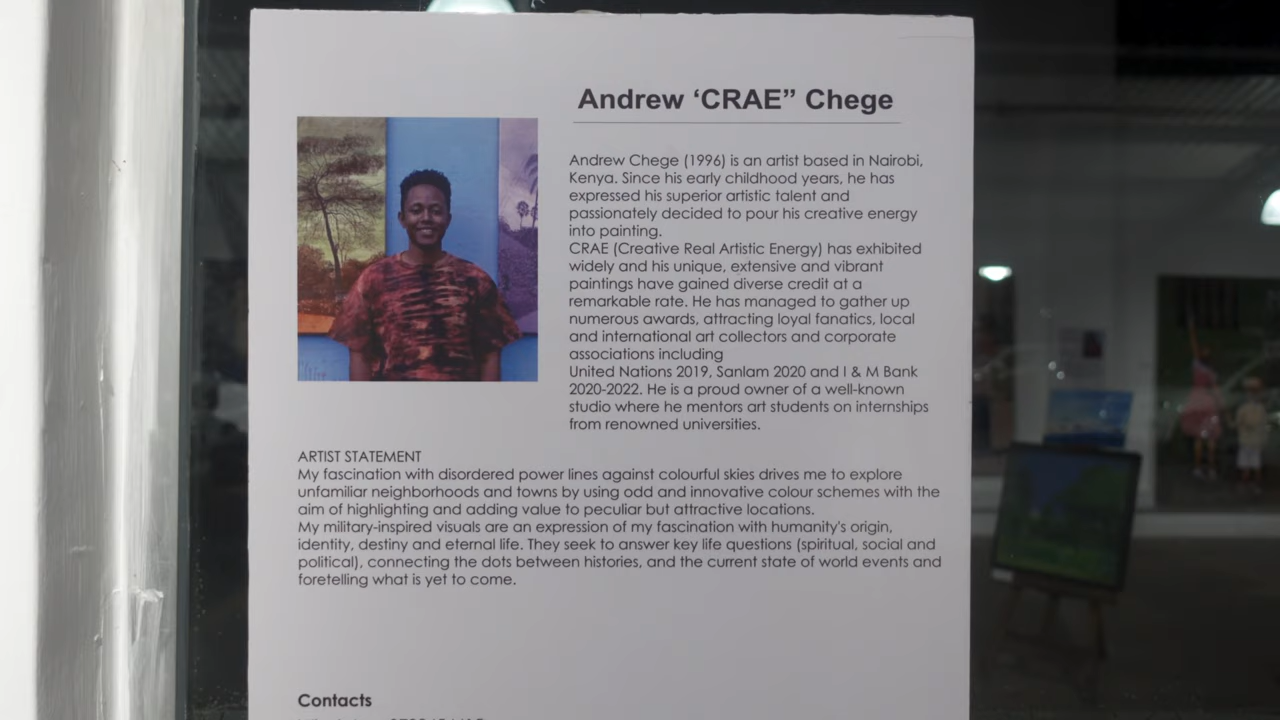 Andrew ‘CRAE” Chege
Andrew Chege (1996) is an artist based in Nairobi,
Kenya. Since his early childhood years, he has
expressed his superior artistic talent and
passionately decided to pour his creative energy
into painting.
CRAE (Creative Real Artistic Energy) has exhibited
widely and his unique, extensive and vibrant
paintings have gained diverse credit at a
remarkable rate. He has managed to gather up
numerous awards, attracting loyal fanatics, local
and international art collectors and corporate
associations including
United Nations 2019, Sanlam 2020 and I & M Bank
2020-2022. He is a proud owner of a well-known
studio where he mentors art students on internships
from renowned universities.
ARTIST STATEMENT
My fascination with disordered power lines against colourful skies drives me to explore
unfamiliar neighborhoods and towns by using odd and innovative colour schemes with the
aim of highlighting and adding value to peculiar but attractive locations.
My military-inspired visuals are an expression of my fascination with humanity's origin,
identity, destiny and eternal life. They seek to answer key life questions (spiritual, social and
political), connecting the dots between histories, and the current state of world events and
foretelling what is yet to come.
Contacts